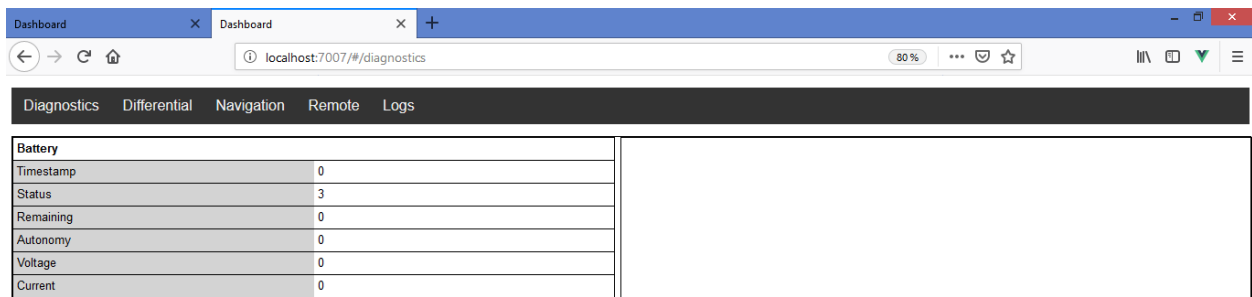 Dashboard Dashboard
localhost:7007/#/diagnostics 80 %
Diagnostics Differential Navigation Remote Logs
Battery
Timestamp 0
Status 3
Remaining 0
Autonomy 0
Voltage 0
Current 0